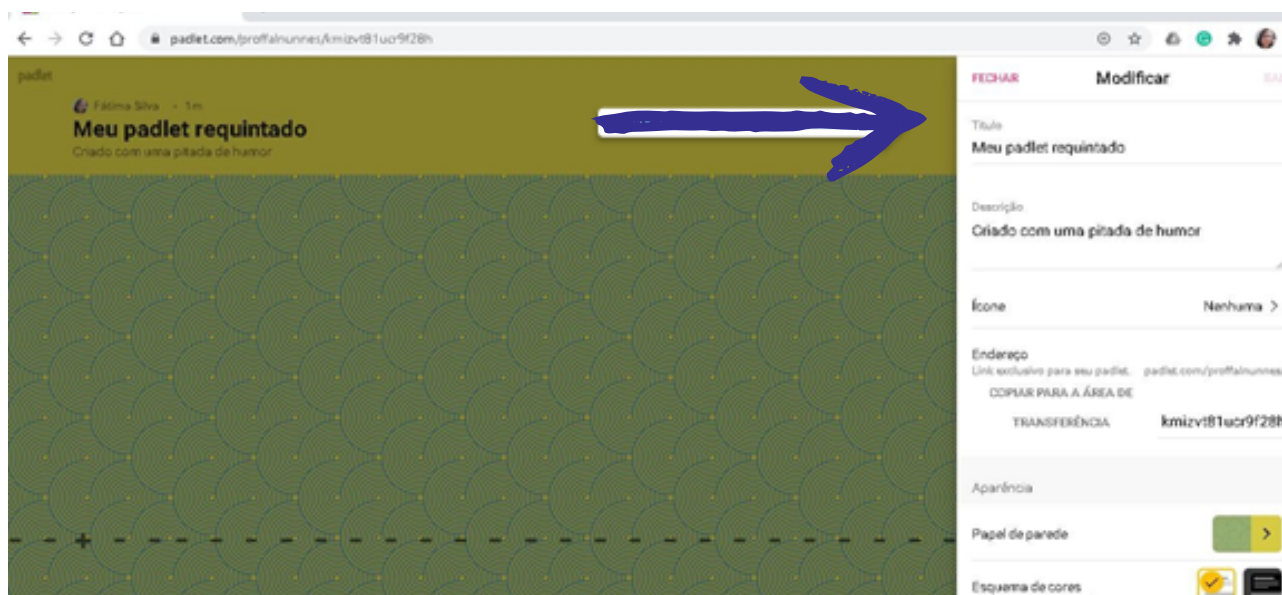 padlet.com/proffalnunnes/kmizvt81ucr9f28h
padlet
Fátima Silva • 1m
Meu padlet requintado
Criado com uma pitada de humor
FECHAR Modificar
Título
Meu padlet requintado
Descrição
Criado com uma pitada de humor
Ícone Nenhuma >
Endereço
Link exclusivo para seu padlet. padlet.com/proffalnunnes/
COPIAR PARA A ÁREA DE
TRANSFERÊNCIA kmizvt81ucr9f28h
Aparência
Papel de parede
Esquema de cores